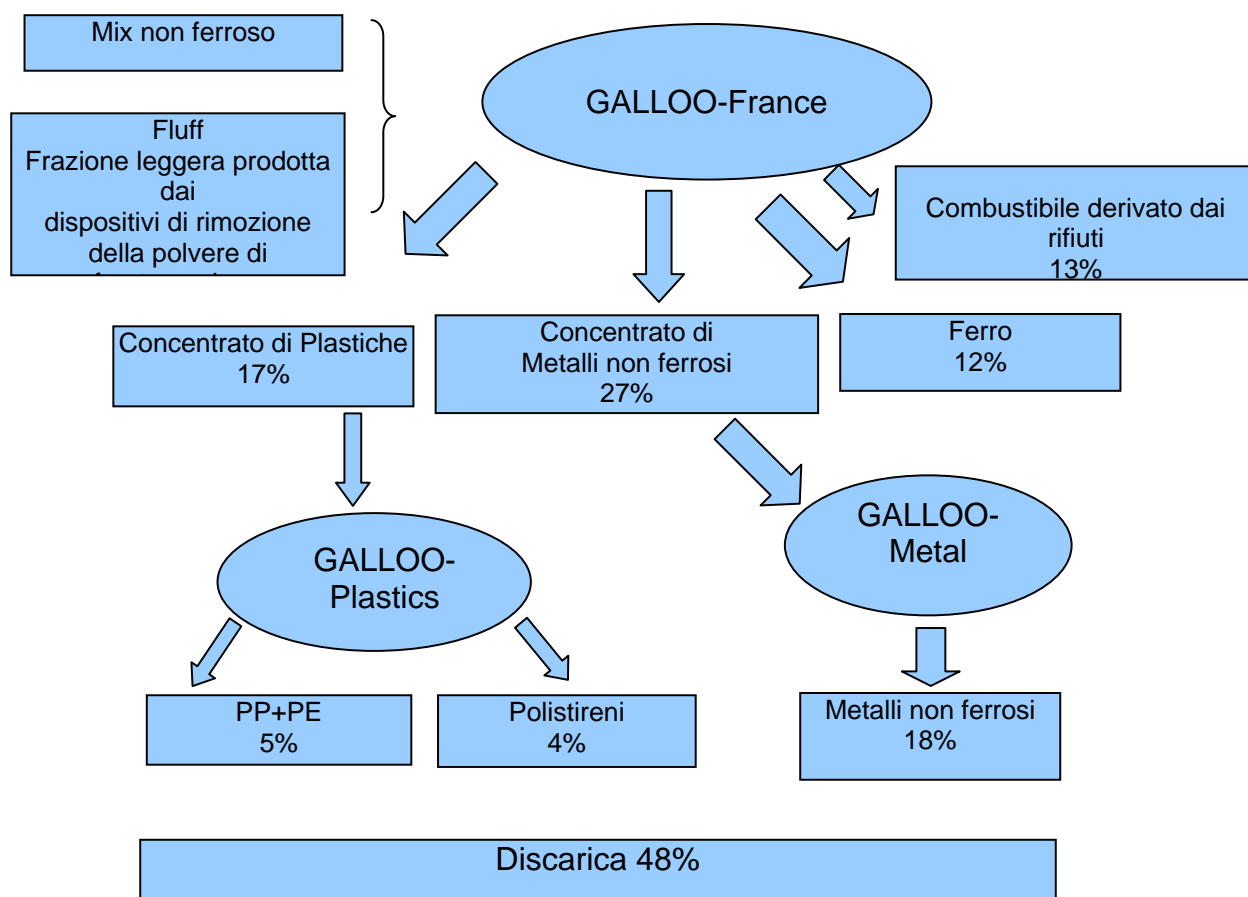 Mix non ferroso
GALLOO-France
Fluff
Frazione leggera prodotta
dai
dispositivi di rimozione
della polvere di
Combustibile derivato dai
rifiuti
13%
Concentrato di Plastiche
17%
Concentrato di
Metalli non ferrosi
27%
Ferro
12%
GALLOO-
Plastics
GALLOO-
Metal
PP+PE
5%
Polistireni
4%
Metalli non ferrosi
18%
Discarica 48%